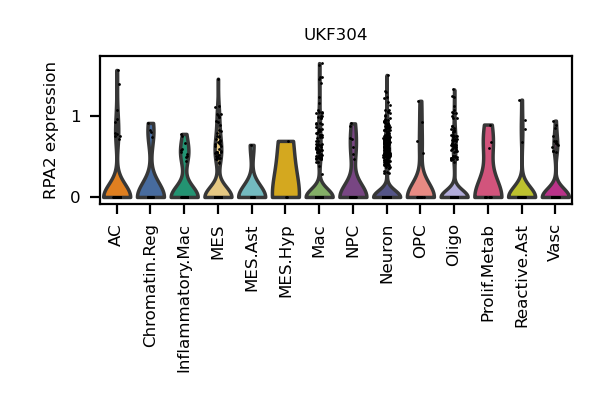 UKF304
RPA2 expression
1
0
AC
Chromatin.Reg
Inflammatory.Mac
MES
MES.Ast
MES.Hyp
Mac
NPC
Neuron
OPC
Oligo
Prolif.Metab
Reactive.Ast
Vasc